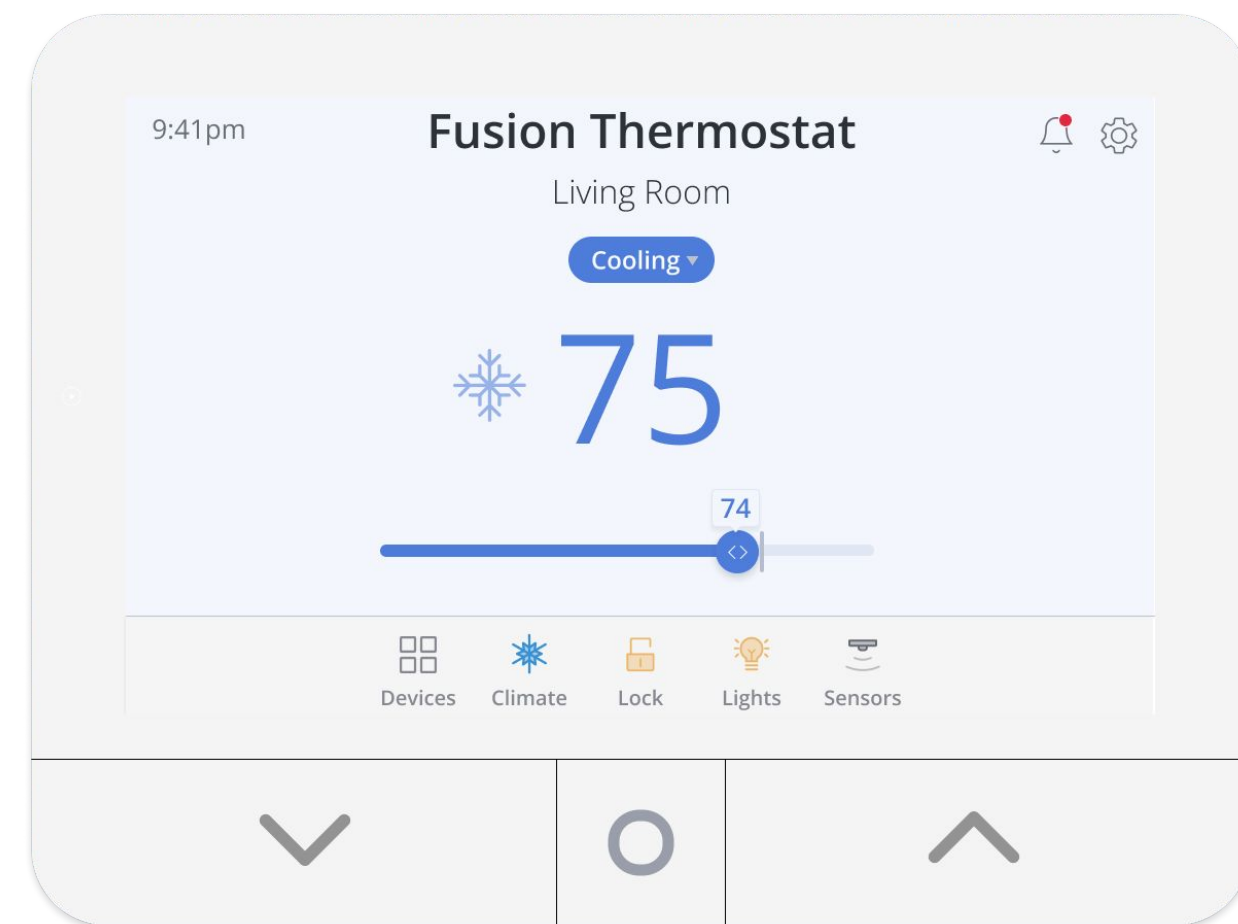 9:41pm
Fusion Thermostat
Living Room
Cooling
75
74
Devices Climate Lock Lights Sensors